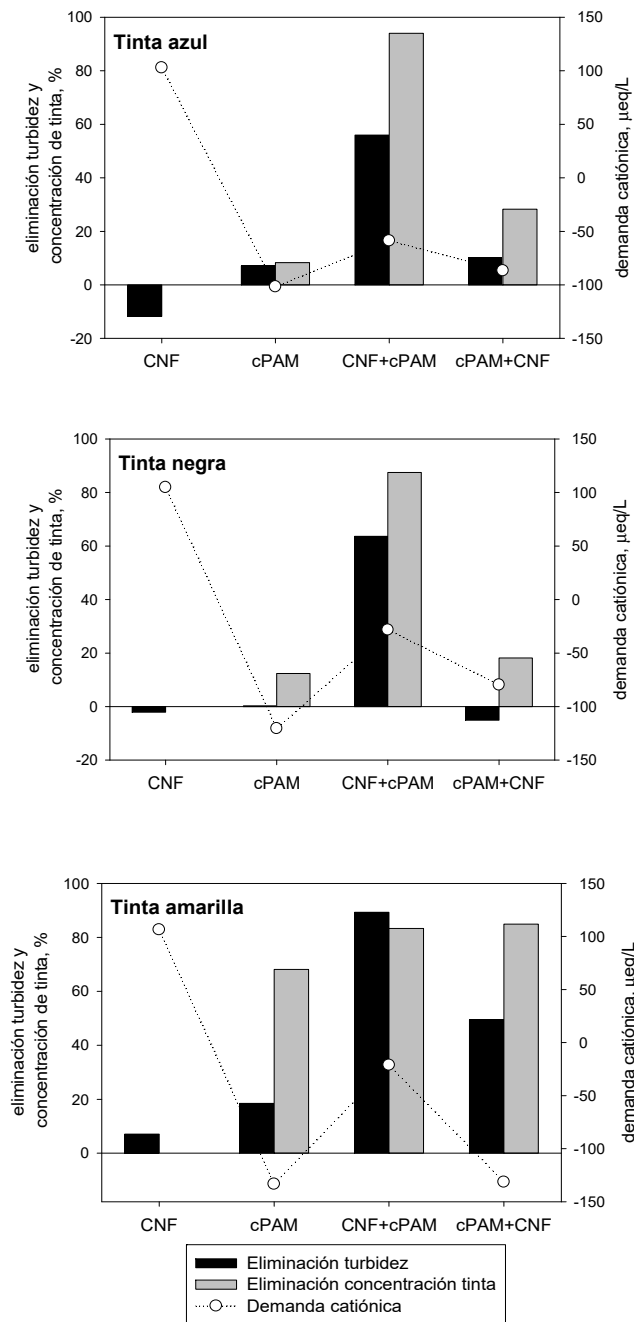 Tinta azul
eliminación turbidez y
concentración de tinta, %
100
80
60
40
20
0
-20
150
100
50
0
-50
-100
-150
demanda catiónica, µeq/L
CNF cPAM CNF+cPAM cPAM+CNF
Tinta negra
eliminación turbidez y
concentración de tinta, %
100
80
60
40
20
0
-20
150
100
50
0
-50
-100
-150
demanda catiónica, µeq/L
CNF cPAM CNF+cPAM cPAM+CNF
Tinta amarilla
eliminación turbidez y
concentración de tinta, %
100
80
60
40
20
0
150
100
50
0
-50
-100
-150
demanda catiónica, µeq/L
CNF cPAM CNF+cPAM cPAM+CNF
Eliminación turbidez
Eliminación concentración tinta
Demanda catiónica